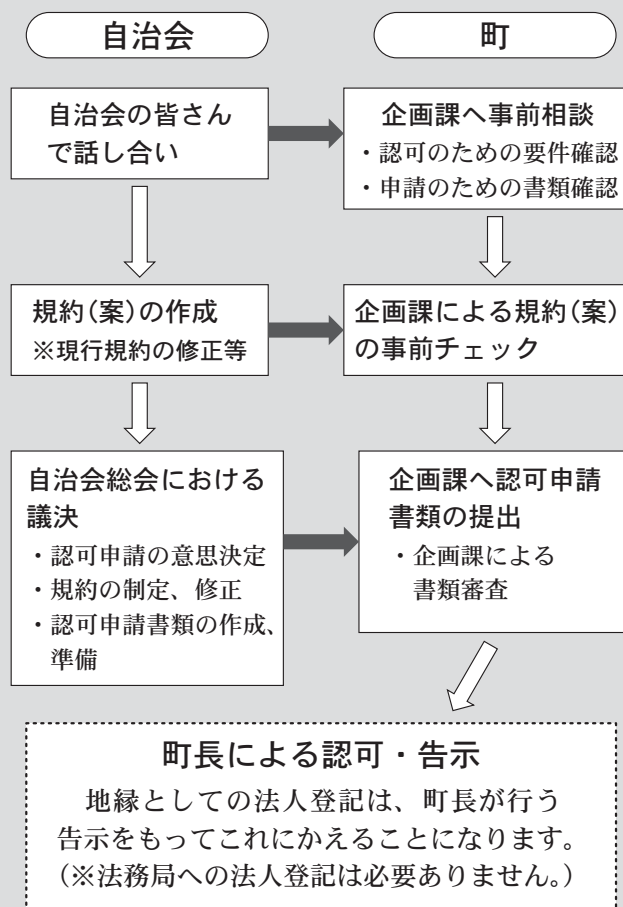 自治会
町
自治会の皆さん
で話し合い
企画課へ事前相談
・認可のための要件確認
・申請のための書類確認
規約(案)の作成
※現行規約の修正等
企画課による規約(案)
の事前チェック
自治会総会における
議決
・認可申請の意思決定
・規約の制定、修正
・認可申請書類の作成、
準備
企画課へ認可申請
書類の提出
・企画課による
書類審査
町長による認可・告示
地縁としての法人登記は、町長が行う
告示をもってこれにかえることになります。
(※法務局への法人登記は必要ありません。)